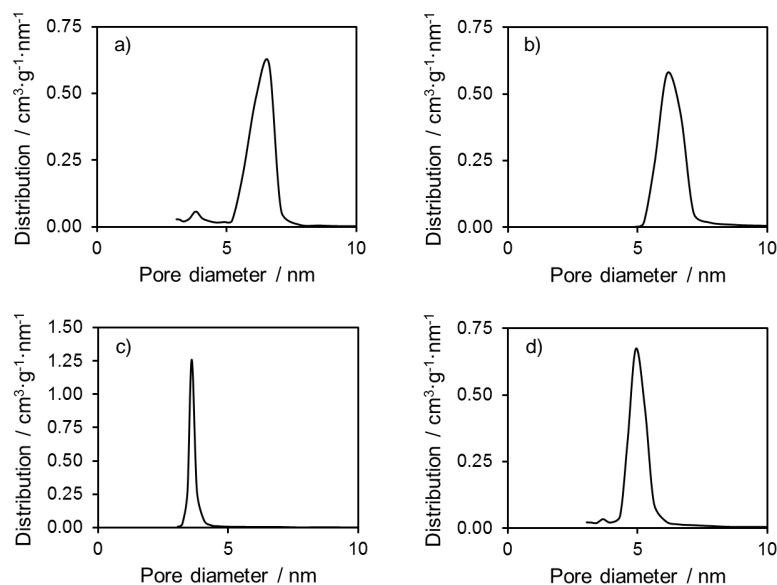 a)
0.75
0.50
0.25
0.00
0 5 10
Distribution / cm³·g⁻¹·nm⁻¹
Pore diameter / nm
b)
0.75
0.50
0.25
0.00
0 5 10
Distribution / cm³·g⁻¹·nm⁻¹
Pore diameter / nm
c)
1.50
1.25
1.00
0.75
0.50
0.25
0.00
0 5 10
Distribution / cm³·g⁻¹·nm⁻¹
Pore diameter / nm
d)
0.75
0.50
0.25
0.00
0 5 10
Distribution / cm³·g⁻¹·nm⁻¹
Pore diameter / nm